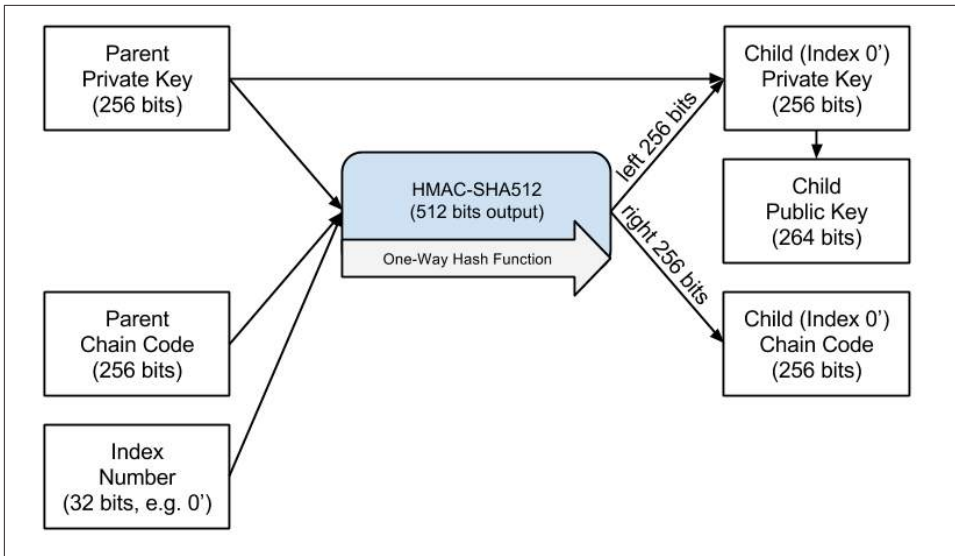 Parent
Private Key
(256 bits)
Child (Index 0’)
Private Key
(256 bits)
left 256 bits
HMAC-SHA512
(512 bits output)
One-Way Hash Function
Child
Public Key
(264 bits)
right 256 bits
Parent
Chain Code
(256 bits)
Child (Index 0’)
Chain Code
(256 bits)
Index
Number
(32 bits, e.g. 0’)